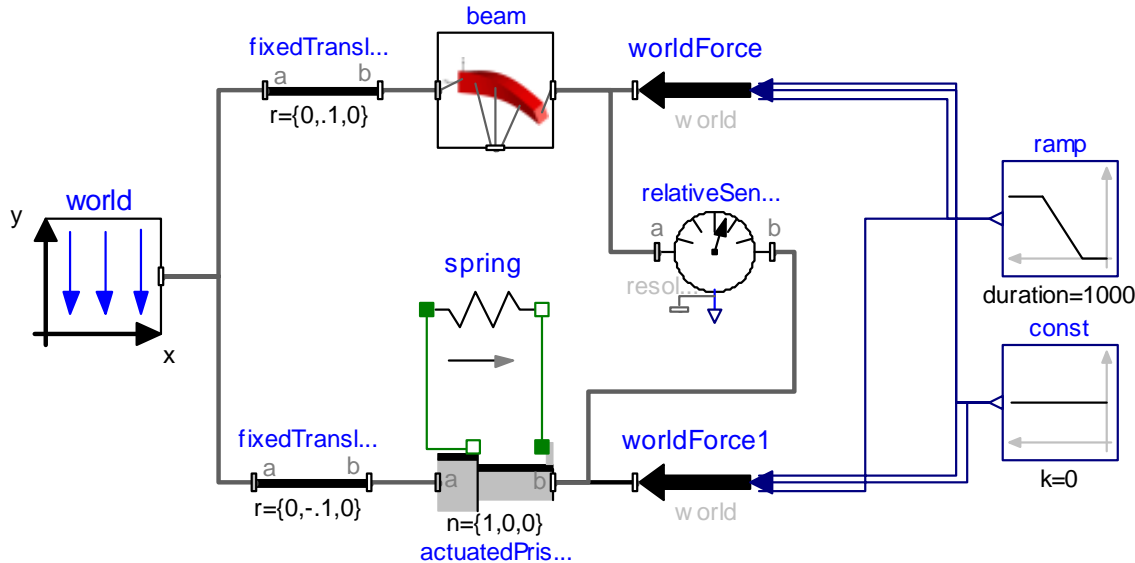 beam
fixedTransl...
a b
r={0,.1,0}
worldForce
world
ramp
duration=1000
world
y
x
relativeSen...
a b
resol...
spring
const
k=0
fixedTransl...
a b
r={0,-.1,0}
a b
n={1,0,0}
actuatedPris...
worldForce1
world